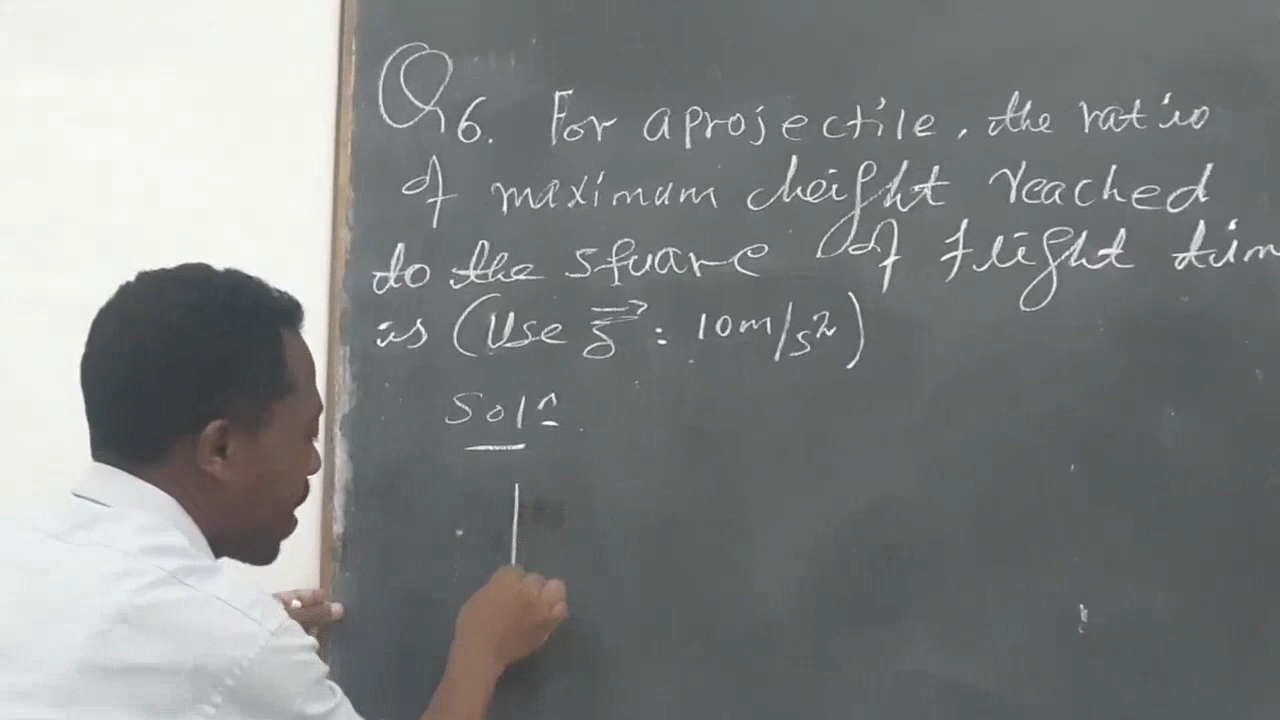 Q6. For a projectile, the ratio
of maximum height reached
to the square of flight tim
is (Use g⃗ : 10m/s²)
Solⁿ